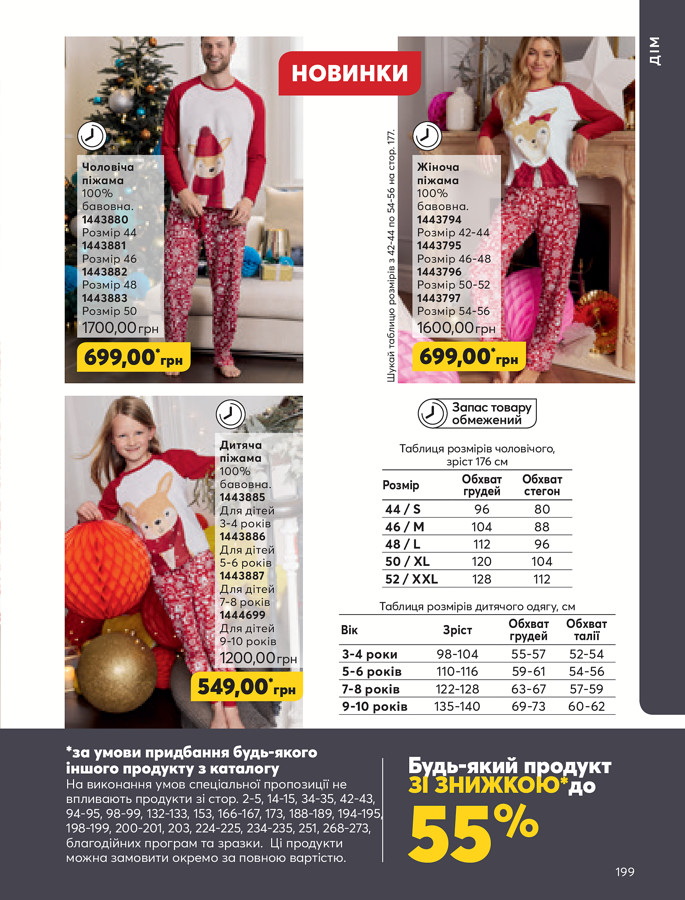 ДІМ
НОВИНКИ
Чоловіча
піжама
100%
бавовна.
1443880
Розмір 44
1443881
Розмір 46
1443882
Розмір 48
1443883
Розмір 50
1700,00 грн
699,00*грн
Шукай таблицю розмірів з 42-44 по 54-56 на стор. 177.
Жіноча
піжама
100%
бавовна.
1443794
Розмір 42-44
1443795
Розмір 46-48
1443796
Розмір 50-52
1443797
Розмір 54-56
1600,00 грн
699,00*грн
Дитяча
піжама
100%
бавовна.
1443885
Для дітей
3-4 років
1443886
Для дітей
5-6 років
1443887
Для дітей
7-8 років
1444699
Для дітей
9-10 років
1200,00 грн
549,00*грн
Запас товару
обмежений
Таблиця розмірів чоловічого,
зріст 176 см
Розмір Обхват грудей Обхват стегон
44 / S 96 80
46 / M 104 88
48 / L 112 96
50 / XL 120 104
52 / XXL 128 112
Таблиця розмірів дитячого одягу, см
Вік Зріст Обхват грудей Обхват талії
3-4 роки 98-104 55-57 52-54
5-6 років 110-116 59-61 54-56
7-8 років 122-128 63-67 57-59
9-10 років 135-140 69-73 60-62
*за умови придбання будь-якого
іншого продукту з каталогу
На виконання умов спеціальної пропозиції не
впливають продукти зі стор. 2-5, 14-15, 34-35, 42-43,
94-95, 98-99, 132-133, 153, 166-167, 173, 188-189, 194-195,
198-199, 200-201, 203, 224-225, 234-235, 251, 268-273,
благодійних програм та зразки. Ці продукти
можна замовити окремо за повною вартістю.
Будь-який продукт
ЗІ ЗНИЖКОЮ*до
55%
199